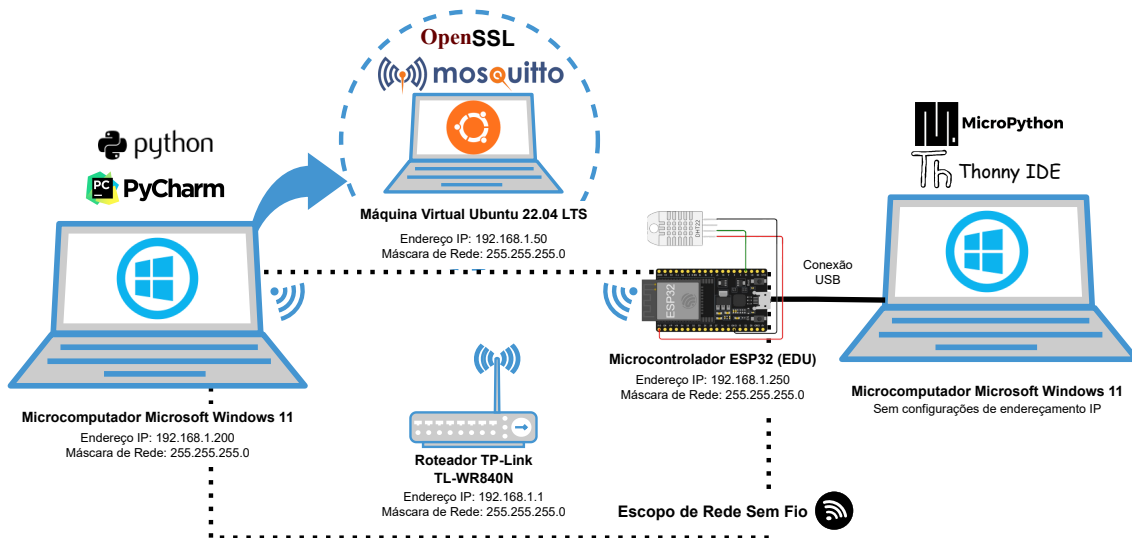 OpenSSL
mosquitto
python
PC
PyCharm
MicroPython
Th Thonny IDE
Máquina Virtual Ubuntu 22.04 LTS
Endereço IP: 192.168.1.50
Máscara de Rede: 255.255.255.0
DHT22
ESP32
Conexão
USB
Microcomputador Microsoft Windows 11
Endereço IP: 192.168.1.200
Máscara de Rede: 255.255.255.0
Microcontrolador ESP32 (EDU)
Endereço IP: 192.168.1.250
Máscara de Rede: 255.255.255.0
Microcomputador Microsoft Windows 11
Sem configurações de endereçamento IP
Roteador TP-Link
TL-WR840N
Endereço IP: 192.168.1.1
Máscara de Rede: 255.255.255.0
Escopo de Rede Sem Fio